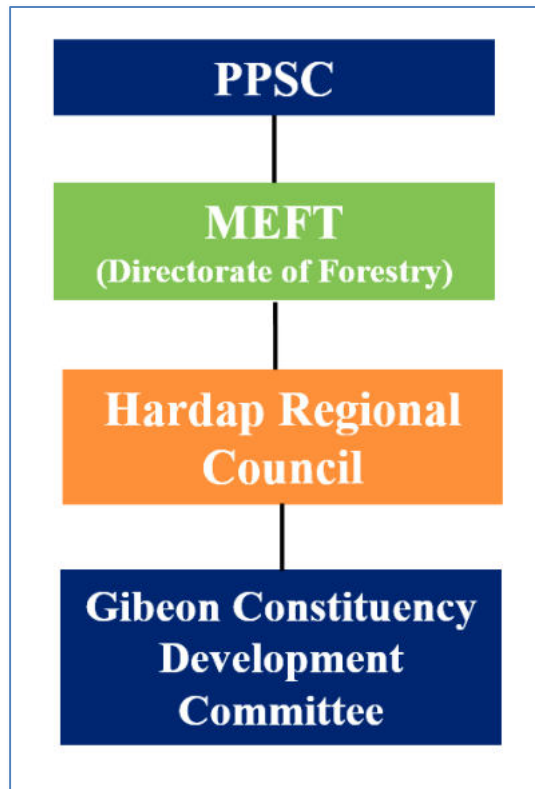 PPSC
MEFT
(Directorate of Forestry)
Hardap Regional
Council
Gibeon Constituency
Development
Committee